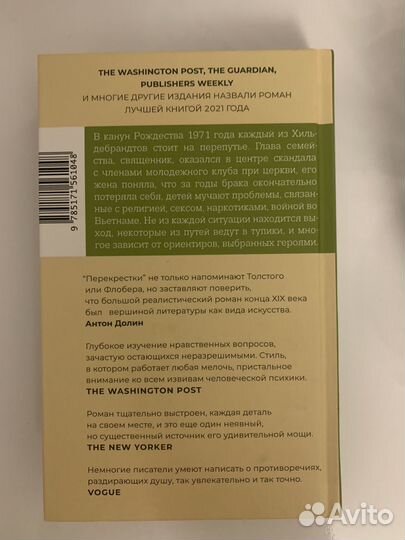 THE WASHINGTON POST, THE GUARDIAN,
PUBLISHERS WEEKLY
И МНОГИЕ ДРУГИЕ ИЗДАНИЯ НАЗВАЛИ РОМАН
ЛУЧШЕЙ КНИГОЙ 2021 ГОДА
В канун Рождества 1971 года каждый из Хиль-
дебрандтов стоит на перепутье. Глава семей-
ства, священник, оказался в центре скандала
с членами молодежного клуба при церкви, его
жена поняла, что за годы брака окончательно
потеряла себя, детей мучают проблемы, связан-
ные с религией, сексом, наркотиками, войной во
Вьетнаме. Не из каждой ситуации находится вы-
ход, некоторые из путей ведут в тупики, и мно-
гое зависит от ориентиров, выбранных героями.
9 785171 561048
"Перекрестки" не только напоминают Толстого
или Флобера, но заставляют поверить,
что большой реалистический роман конца XIX века
был вершиной литературы как вида искусства.
Антон Долин
Глубокое изучение нравственных вопросов,
зачастую остающихся неразрешимыми. Стиль,
в котором работает любая мелочь, пристальное
внимание ко всем извивам человеческой психики.
THE WASHINGTON POST
Роман тщательно выстроен, каждая деталь
на своем месте, и это еще один неявный,
но существенный источник его удивительной мощи.
THE NEW YORKER
Немногие писатели умеют написать о противоречиях,
раздирающих душу, так увлекательно и так точно.
VOGUE
Avito